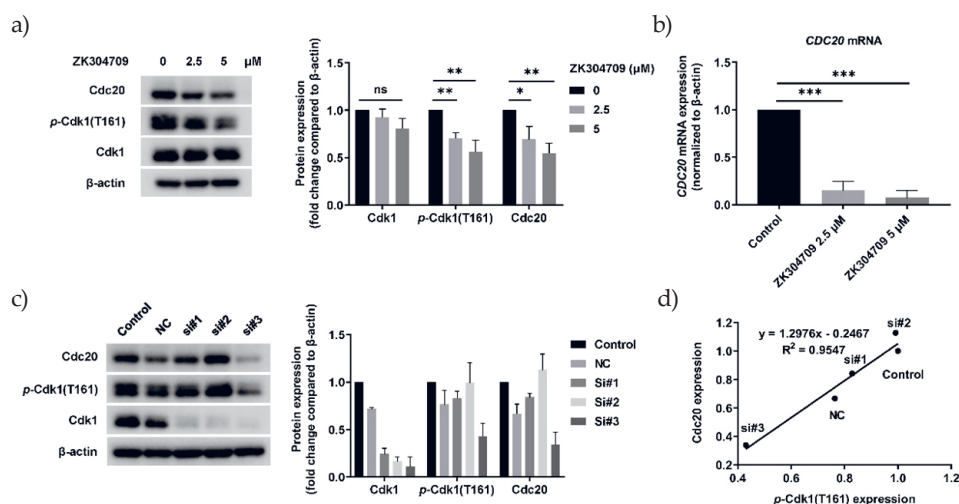 a)
ZK304709 0 2.5 5 μM
Cdc20
p-Cdk1(T161)
Cdk1
β-actin
Protein expression
(fold change compared to β-actin)
1.5
1.0
0.5
0.0
ns
**
**
**
*
Cdk1 p-Cdk1(T161) Cdc20
ZK304709 (μM)
0
2.5
5
b)
CDC20 mRNA
CDC20 mRNA expression
(normalized to β-actin)
1.5
1.0
0.5
0.0
***
***
Control
ZK304709 2.5 μM
ZK304709 5 μM
c)
Control NC si#1 si#2 si#3
Cdc20
p-Cdk1(T161)
Cdk1
β-actin
Protein expression
(fold change compared to β-actin)
1.5
1.0
0.5
0.0
Cdk1 p-Cdk1(T161) Cdc20
Control
NC
Si#1
Si#2
Si#3
d)
Cdc20 expression
1.2
1.0
0.8
0.6
0.4
0.2
y = 1.2976x - 0.2467
R² = 0.9547
si#2
si#1
Control
NC
si#3
0.4 0.6 0.8 1.0 1.2
p-Cdk1(T161) expression